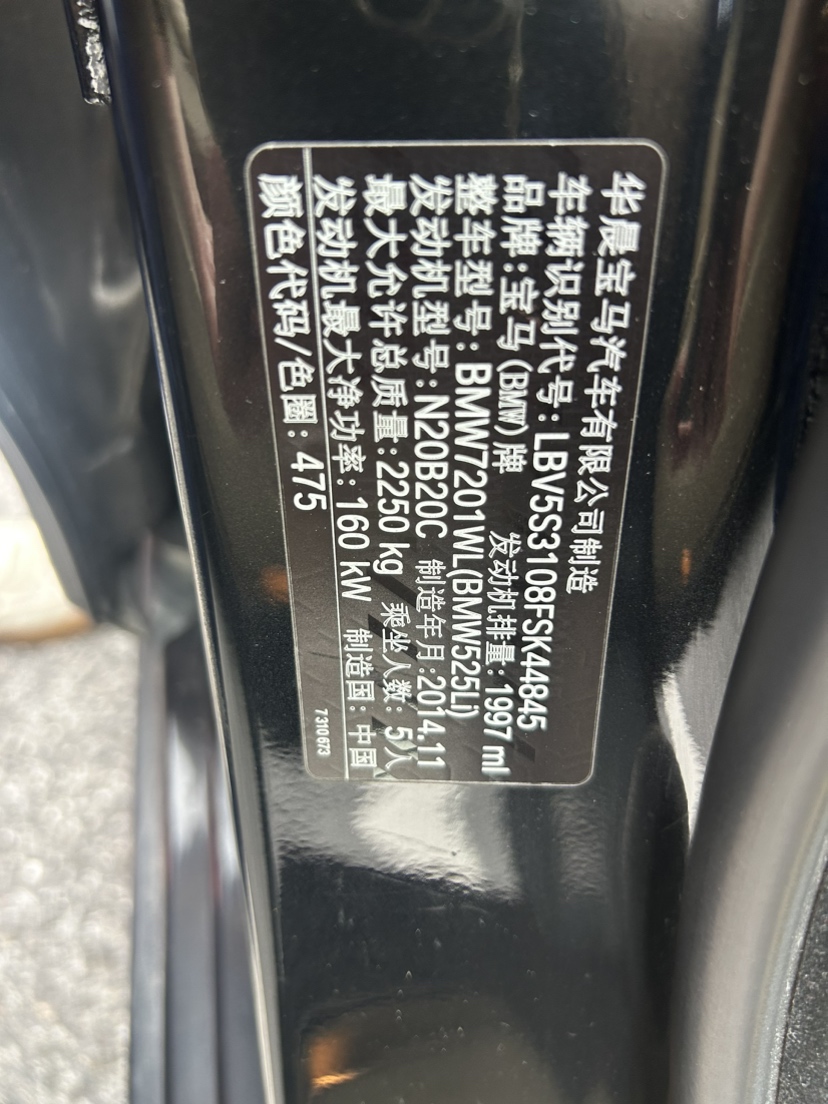 华晨宝马汽车有限公司制造
车辆识别代号:LBV5S3108FSK44845
品牌:宝马(BMW)牌 发动机排量:1997 ml
整车型号:BMW7201WL(BMW525Li)
发动机型号:N20B20C 制造年月:2014.11
最大允许总质量:2250 kg 乘坐人数:5人
发动机最大净功率:160 kW 制造国:中国
颜色代码/色圈:475
7310673